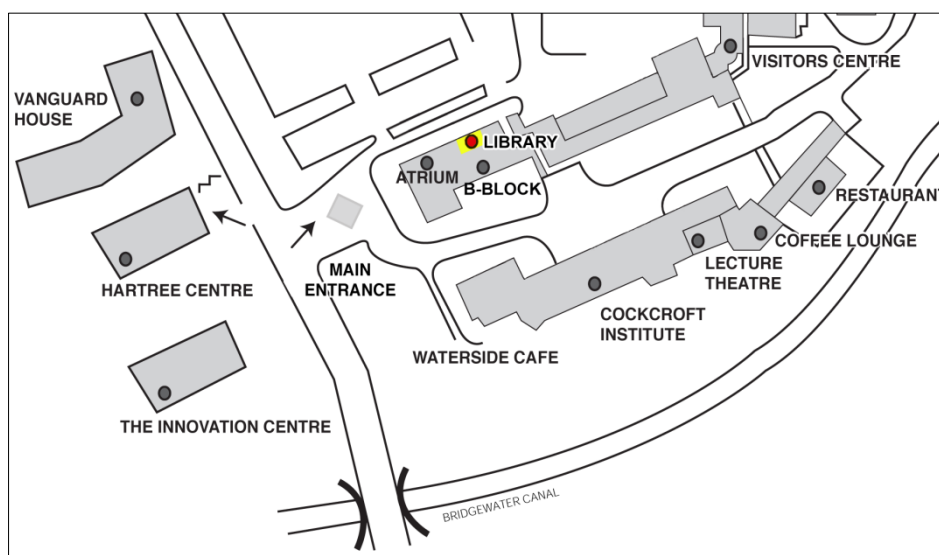 VISITORS CENTRE
VANGUARD
HOUSE
LIBRARY
ATRIUM
B-BLOCK
RESTAURANT
COFEEE LOUNGE
LECTURE
THEATRE
MAIN
ENTRANCE
HARTREE CENTRE
COCKCROFT
INSTITUTE
WATERSIDE CAFE
THE INNOVATION CENTRE
BRIDGEWATER CANAL